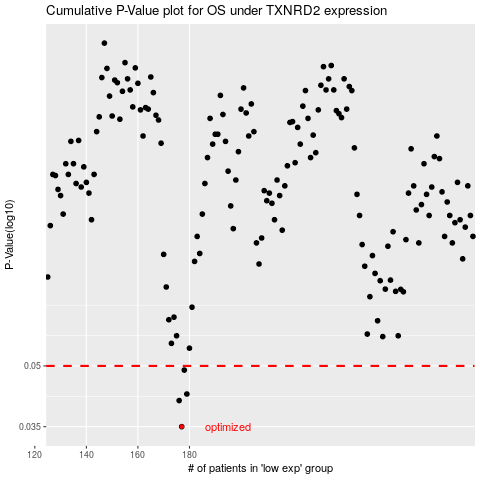 Cumulative P-Value plot for OS under TXNRD2 expression
P-Value(log10)
0.05
0.035
optimized
120 140 160 180
# of patients in 'low exp' group